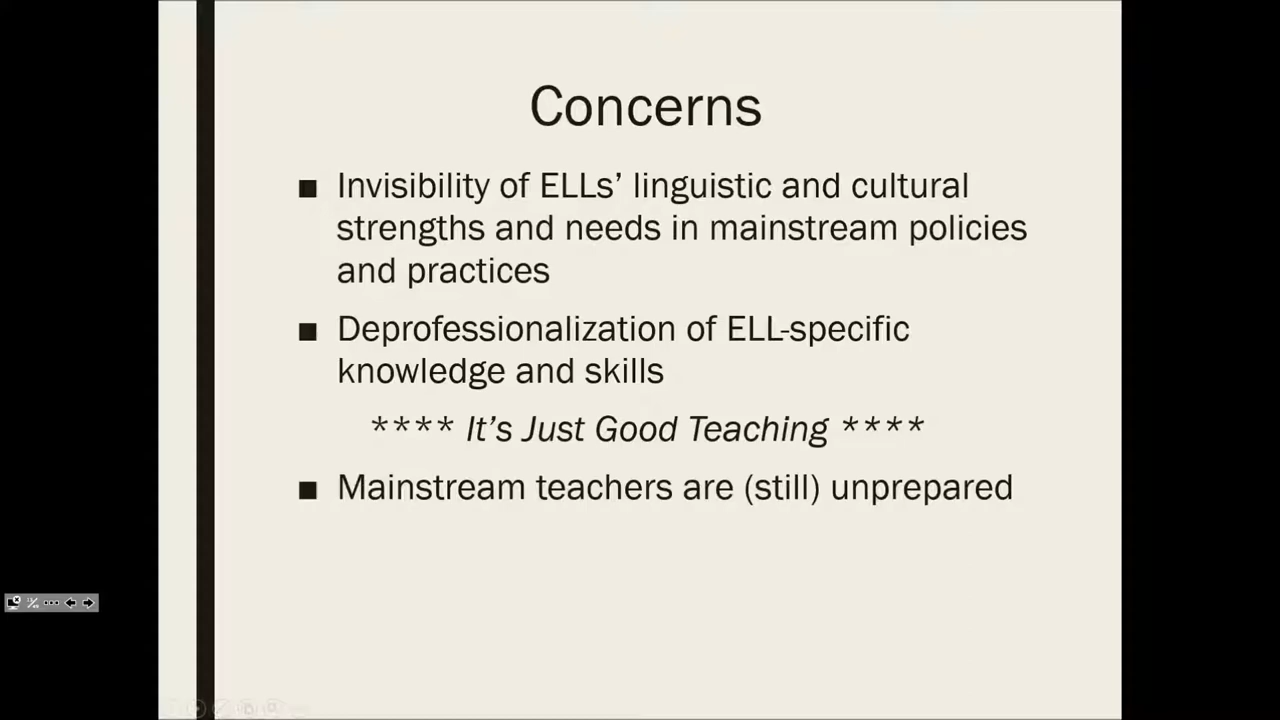 Concerns
■ Invisibility of ELLs’ linguistic and cultural
strengths and needs in mainstream policies
and practices
■ Deprofessionalization of ELL-specific
knowledge and skills
**** It’s Just Good Teaching ****
■ Mainstream teachers are (still) unprepared